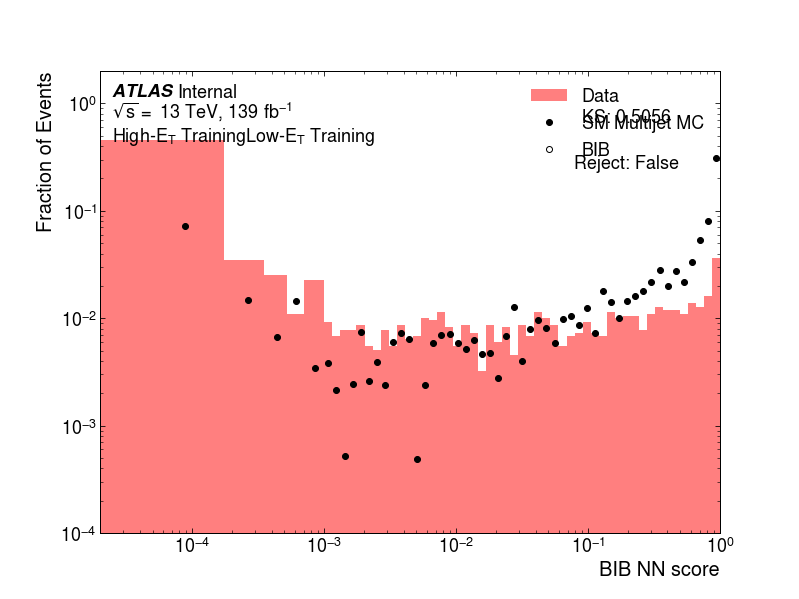 ATLAS Internal
√s = 13 TeV, 139 fb⁻¹
High-E_T TrainingLow-E_T Training
Data
KS: 0.5056
SM Multijet MC
BIB
Reject: False
Fraction of Events
10⁰
10⁻¹
10⁻²
10⁻³
10⁻⁴
10⁻⁴ 10⁻³ 10⁻² 10⁻¹ 10⁰
BIB NN score